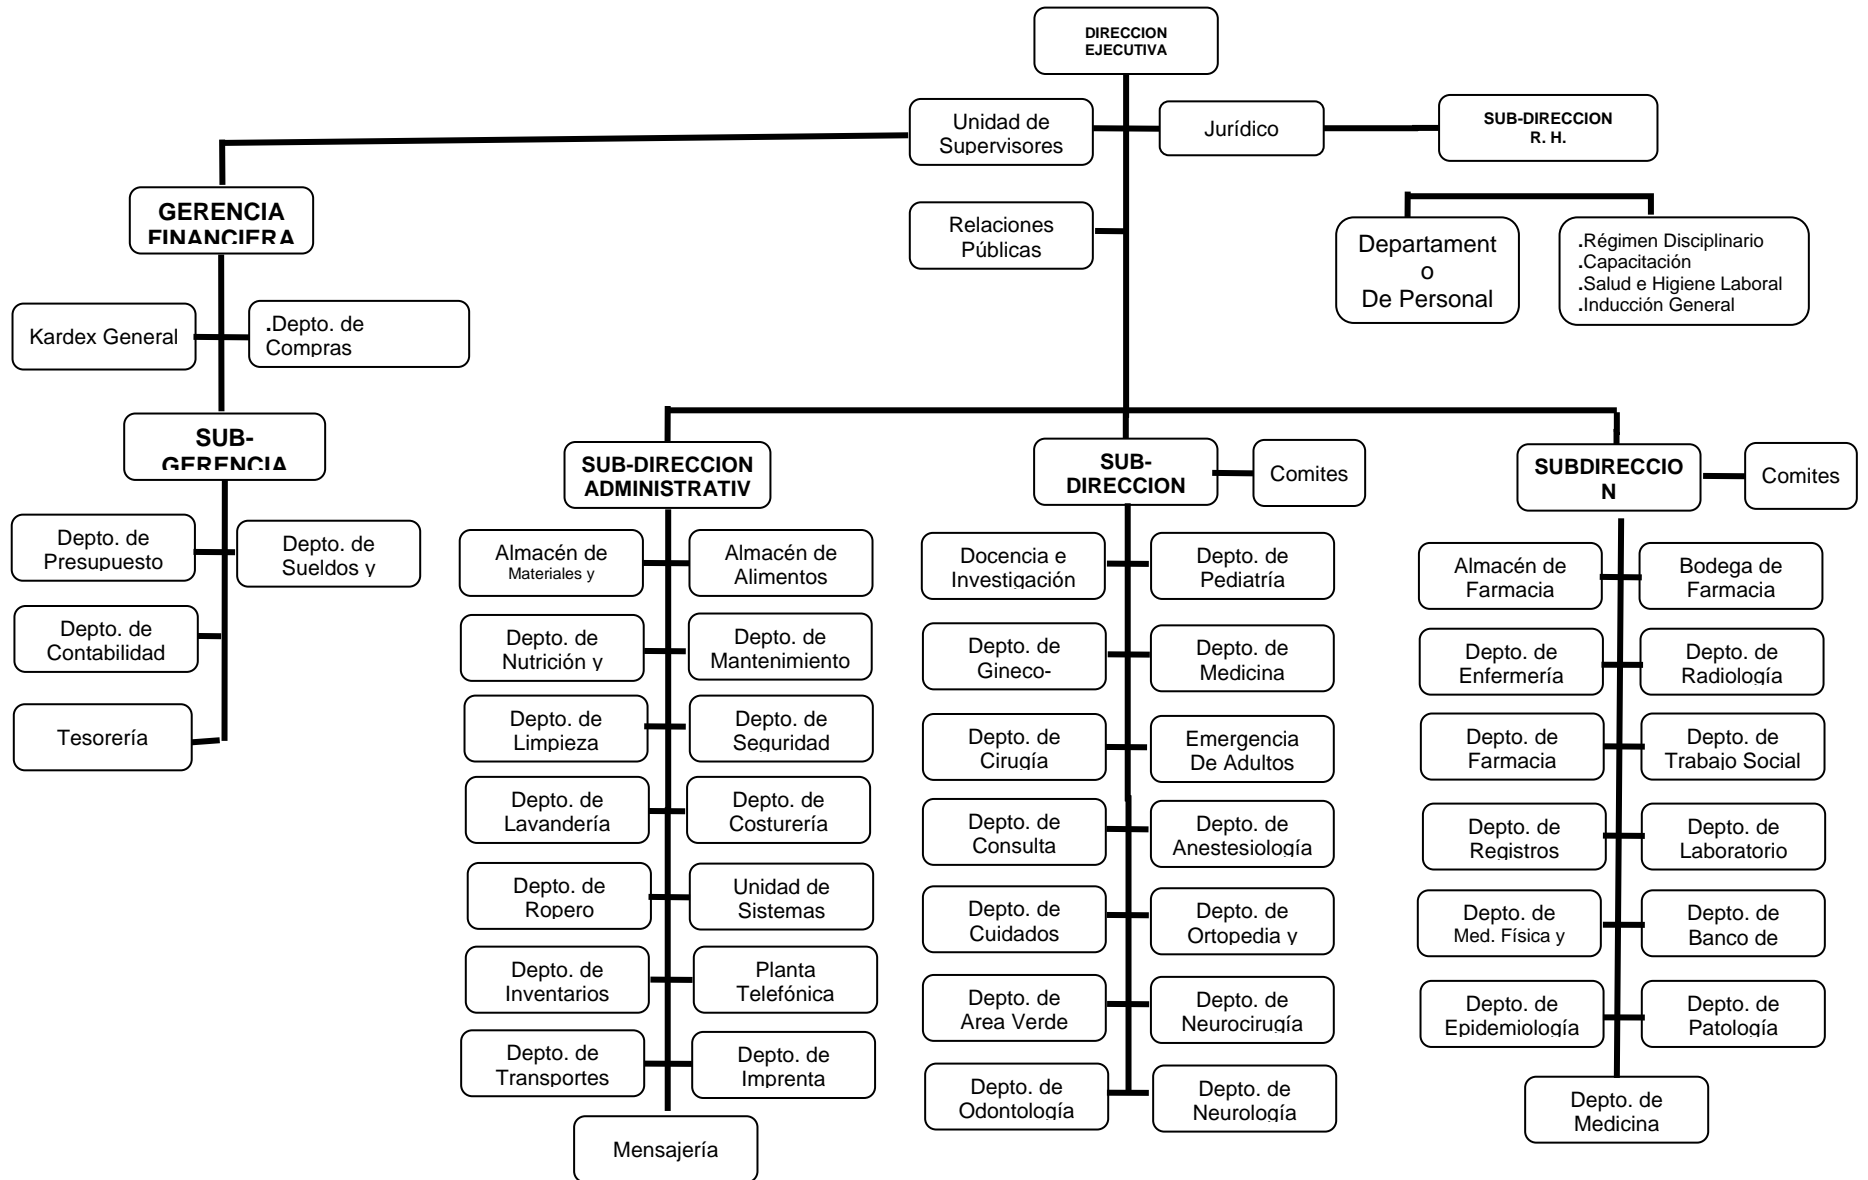 DIRECCION
EJECUTIVA
Unidad de
Supervisores
Jurídico
SUB-DIRECCION
R. H.
GERENCIA
FINANCIERA
Relaciones
Públicas
Departament
o
De Personal
.Régimen Disciplinario
.Capacitación
.Salud e Higiene Laboral
.Inducción General
Kardex General
.Depto. de
Compras
SUB-
GERENCIA
Depto. de
Presupuesto
Depto. de
Sueldos y
Depto. de
Contabilidad
Tesorería
SUB-DIRECCION
ADMINISTRATIV
Almacén de
Materiales y
Almacén de
Alimentos
Depto. de
Nutrición y
Depto. de
Mantenimiento
Depto. de
Limpieza
Depto. de
Seguridad
Depto. de
Lavandería
Depto. de
Costurería
Depto. de
Ropero
Unidad de
Sistemas
Depto. de
Inventarios
Planta
Telefónica
Depto. de
Transportes
Depto. de
Imprenta
Mensajería
SUB-
DIRECCION
Comites
Docencia e
Investigación
Depto. de
Pediatría
Depto. de
Gineco-
Depto. de
Medicina
Depto. de
Cirugía
Emergencia
De Adultos
Depto. de
Consulta
Depto. de
Anestesiología
Depto. de
Cuidados
Depto. de
Ortopedia y
Depto. de
Area Verde
Depto. de
Neurocirugía
Depto. de
Odontología
Depto. de
Neurología
SUBDIRECCIO
N
Comites
Almacén de
Farmacia
Bodega de
Farmacia
Depto. de
Enfermería
Depto. de
Radiología
Depto. de
Farmacia
Depto. de
Trabajo Social
Depto. de
Registros
Depto. de
Laboratorio
Depto. de
Med. Física y
Depto. de
Banco de
Depto. de
Epidemiología
Depto. de
Patología
Depto. de
Medicina